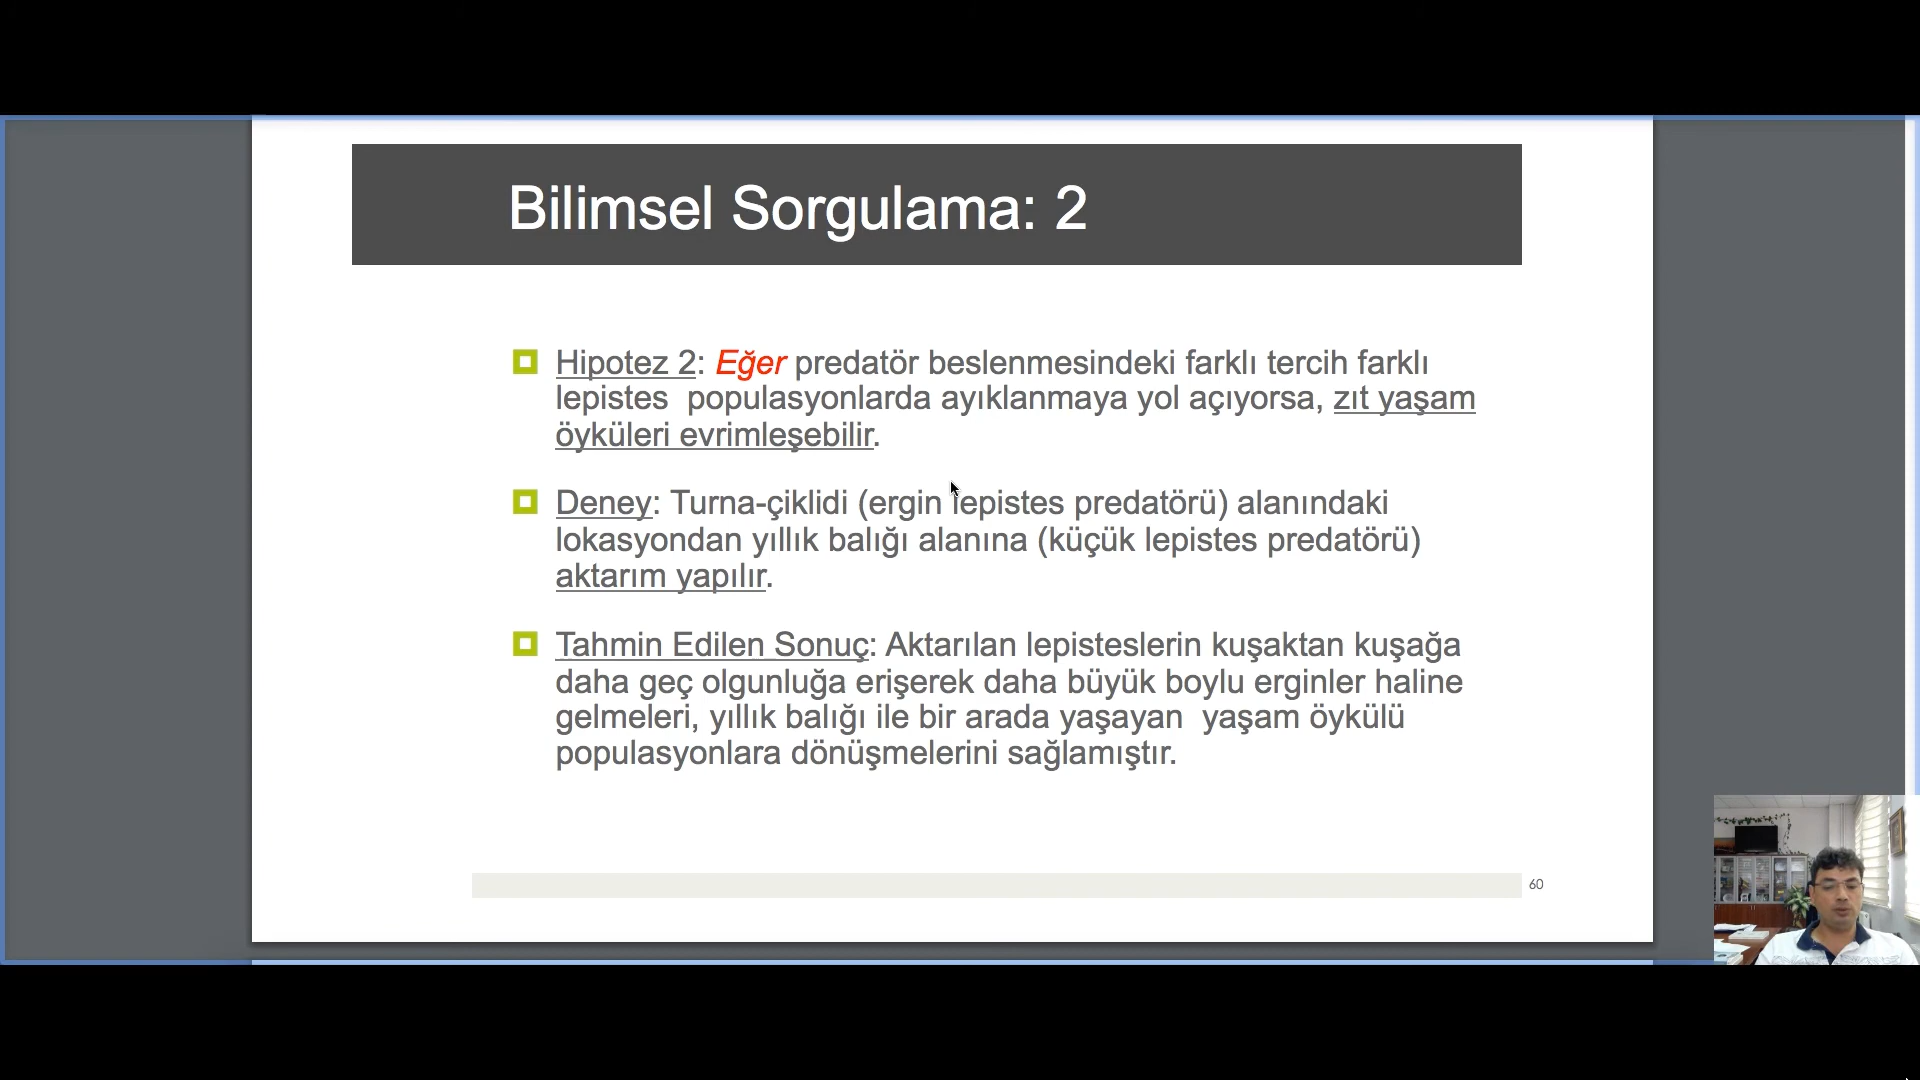 Bilimsel Sorgulama: 2
Hipotez 2: Eğer predatör beslenmesindeki farklı tercih farklı
lepistes populasyonlarda ayıklanmaya yol açıyorsa, zıt yaşam
öyküleri evrimleşebilir.
Deney: Turna-çiklidi (ergin lepistes predatörü) alanındaki
lokasyondan yıllık balığı alanına (küçük lepistes predatörü)
aktarım yapılır.
Tahmin Edilen Sonuç: Aktarılan lepisteslerin kuşaktan kuşağa
daha geç olgunluğa erişerek daha büyük boylu erginler haline
gelmeleri, yıllık balığı ile bir arada yaşayan yaşam öykülü
populasyonlara dönüşmelerini sağlamıştır.
60